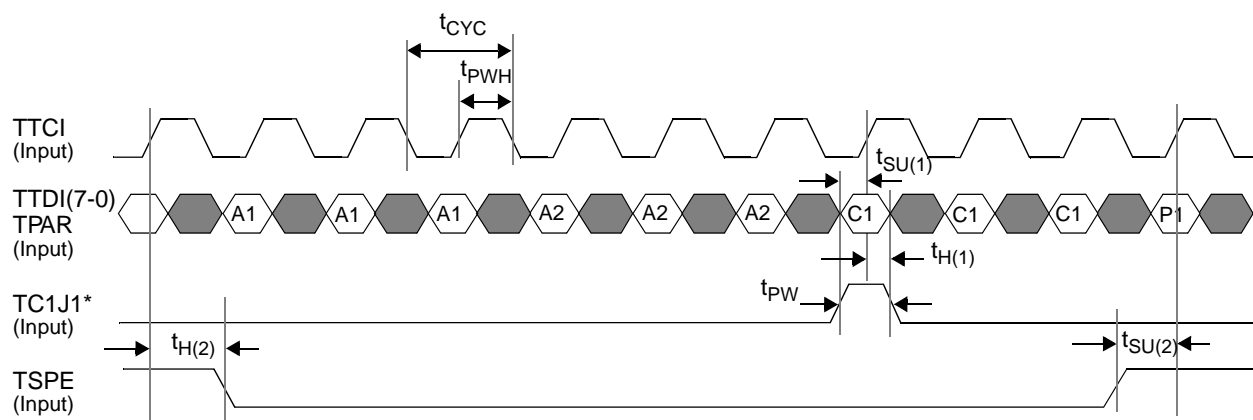 tCYC
tPWH
TTCI
(Input)
tSU(1)
TTDI(7-0)
TPAR
(Input)
A1 A1 A1 A2 A2 A2 C1 C1 C1 P1
tH(1)
TC1J1*
(Input)
tPW
tH(2)
tSU(2)
TSPE
(Input)